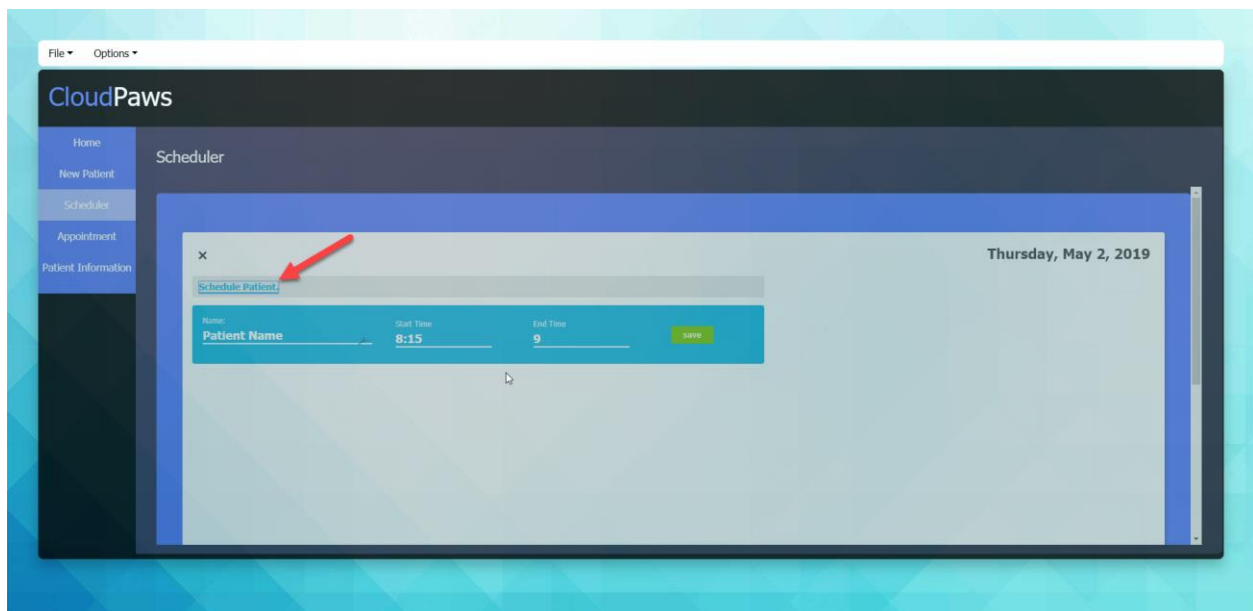 File Options
CloudPaws
Home
New Patient
Scheduler
Appointment
Patient Information
Scheduler
× Thursday, May 2, 2019
Schedule Patient.
Name: Start Time End Time
Patient Name 8:15 9 save